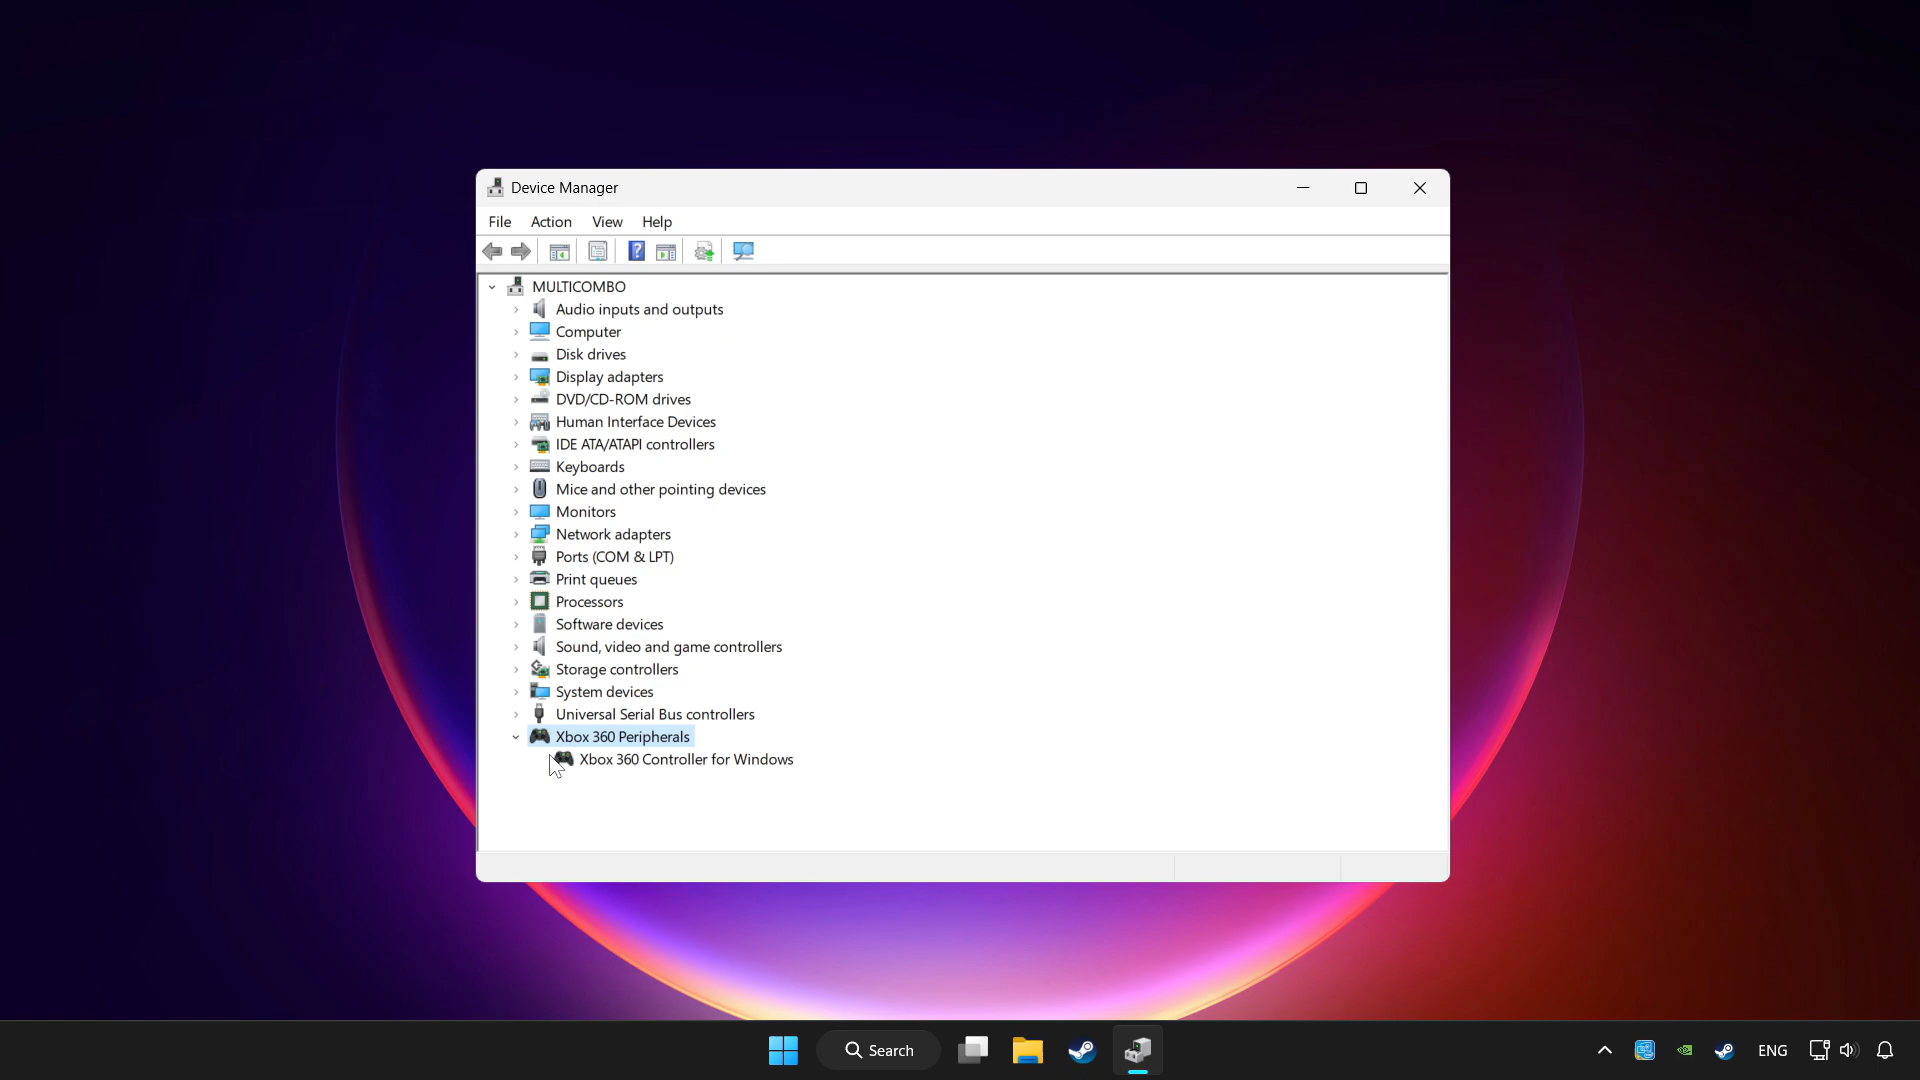 Device Manager
File Action View Help
MULTICOMBO
Audio inputs and outputs
Computer
Disk drives
Display adapters
DVD/CD-ROM drives
Human Interface Devices
IDE ATA/ATAPI controllers
Keyboards
Mice and other pointing devices
Monitors
Network adapters
Ports (COM & LPT)
Print queues
Processors
Software devices
Sound, video and game controllers
Storage controllers
System devices
Universal Serial Bus controllers
Xbox 360 Peripherals
Xbox 360 Controller for Windows
Search
ENG